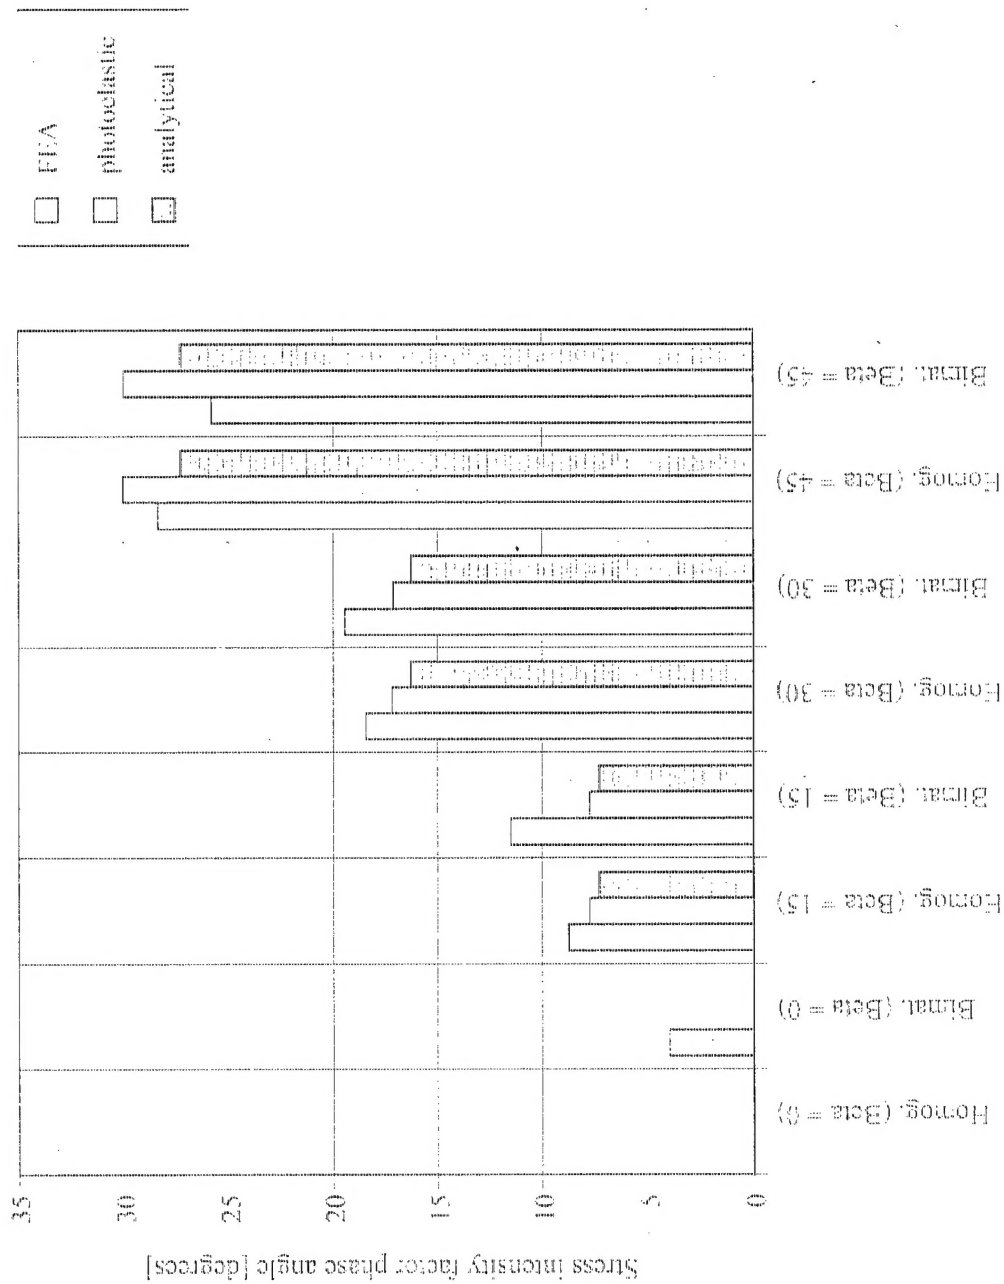 FEA
photoelastic
analytical
Stress intensity factor phase angle [degrees]
35
30
25
20
15
10
5
0
Homog. (Beta = 0)
Bimat. (Beta = 0)
Homog. (Beta = 15)
Bimat. (Beta = 15)
Homog. (Beta = 30)
Bimat. (Beta = 30)
Homog. (Beta = 45)
Bimat. (Beta = 45)